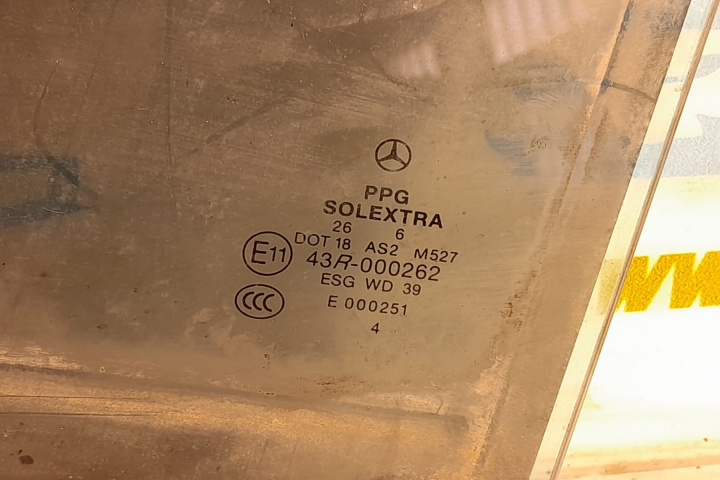 PPG
SOLEXTRA
26 6
DOT 18 AS2 M527
E11 43R-000262
ESG WD 39
CCC E 000251
4